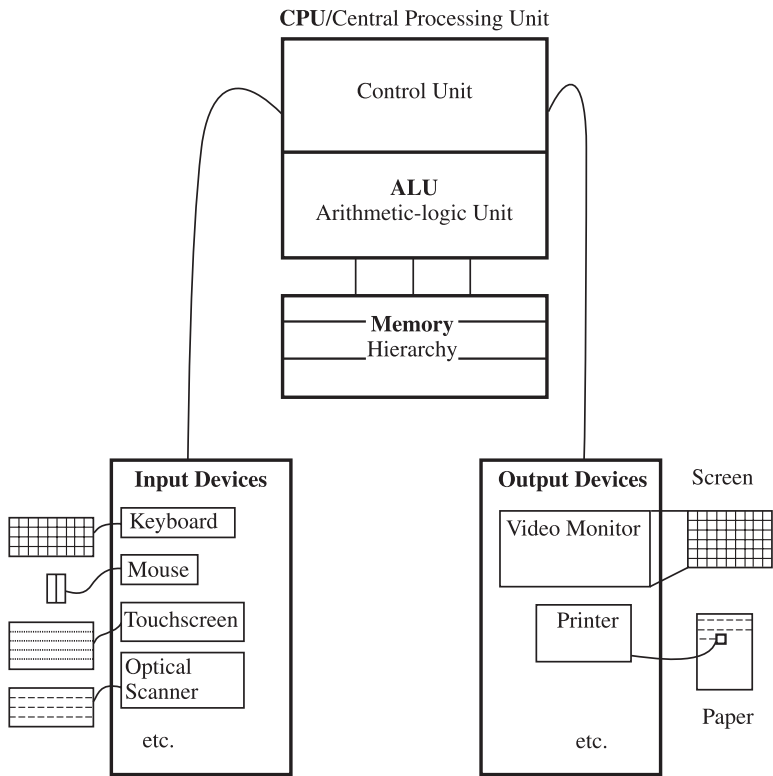 CPU/Central Processing Unit
Control Unit
ALU
Arithmetic-logic Unit
Memory
Hierarchy
Input Devices
Keyboard
Mouse
Touchscreen
Optical
Scanner
etc.
Output Devices
Screen
Video Monitor
Printer
Paper
etc.